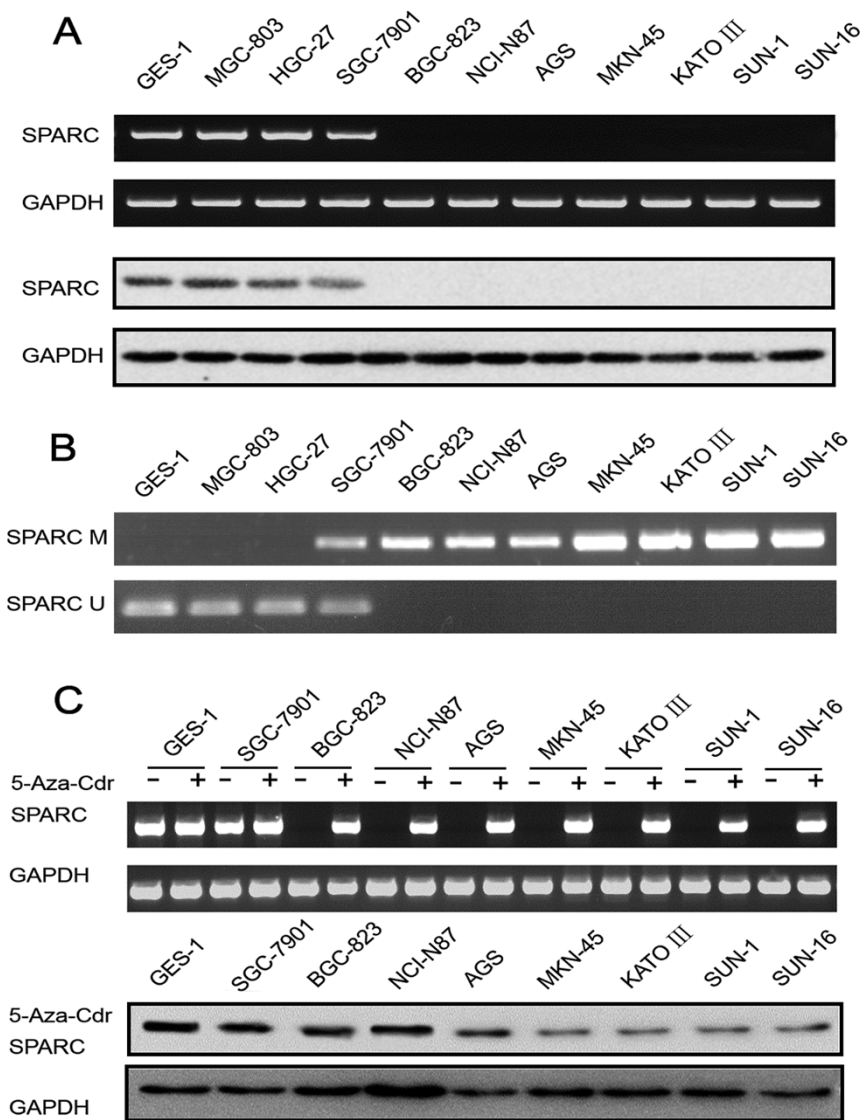 A
GES-1 MGC-803 HGC-27 SGC-7901 BGC-823 NCI-N87 AGS MKN-45 KATO III SUN-1 SUN-16
SPARC
GAPDH
SPARC
GAPDH
B
GES-1 MGC-803 HGC-27 SGC-7901 BGC-823 NCI-N87 AGS MKN-45 KATO III SUN-1 SUN-16
SPARC M
SPARC U
C
GES-1 SGC-7901 BGC-823 NCI-N87 AGS MKN-45 KATO III SUN-1 SUN-16
5-Aza-Cdr − + − + − + − + − + − + − + − + − +
SPARC
GAPDH
GES-1 SGC-7901 BGC-823 NCI-N87 AGS MKN-45 KATO III SUN-1 SUN-16
5-Aza-Cdr
SPARC
GAPDH